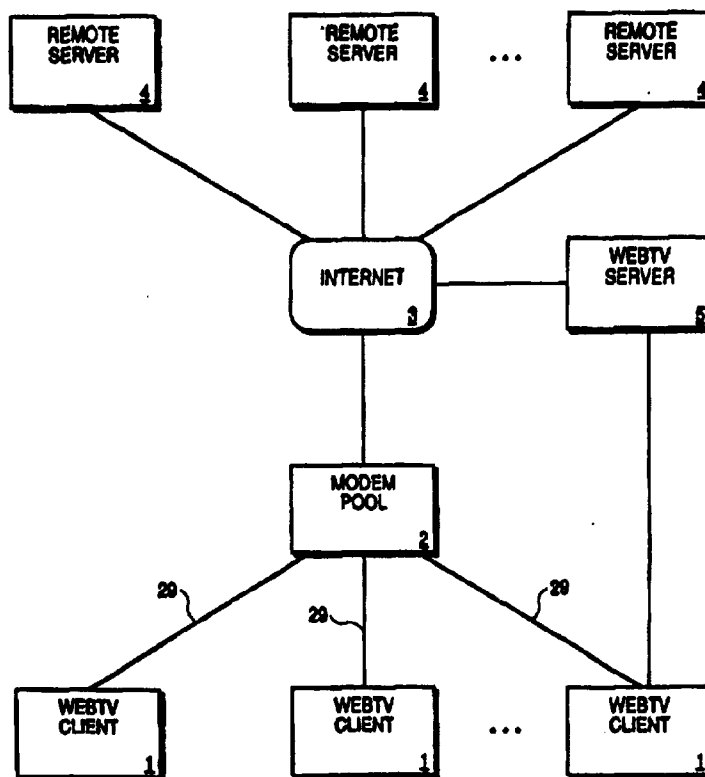 REMOTE
SERVER
4
REMOTE
SERVER
4
...
REMOTE
SERVER
4
INTERNET
3
WEBTV
SERVER
5
MODEM
POOL
2
29
29
29
WEBTV
CLIENT
1
WEBTV
CLIENT
1
...
WEBTV
CLIENT
1